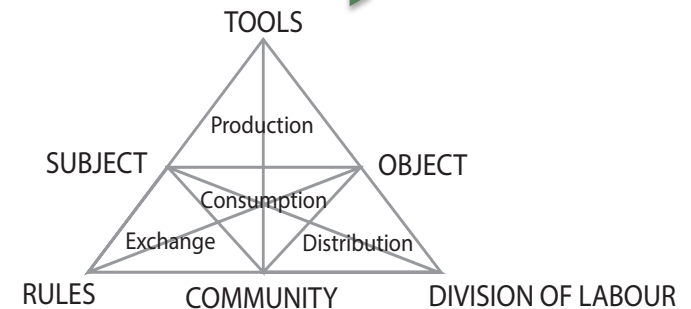 TOOLS
Production
SUBJECT
OBJECT
Consumption
Exchange
Distribution
RULES
COMMUNITY
DIVISION OF LABOUR